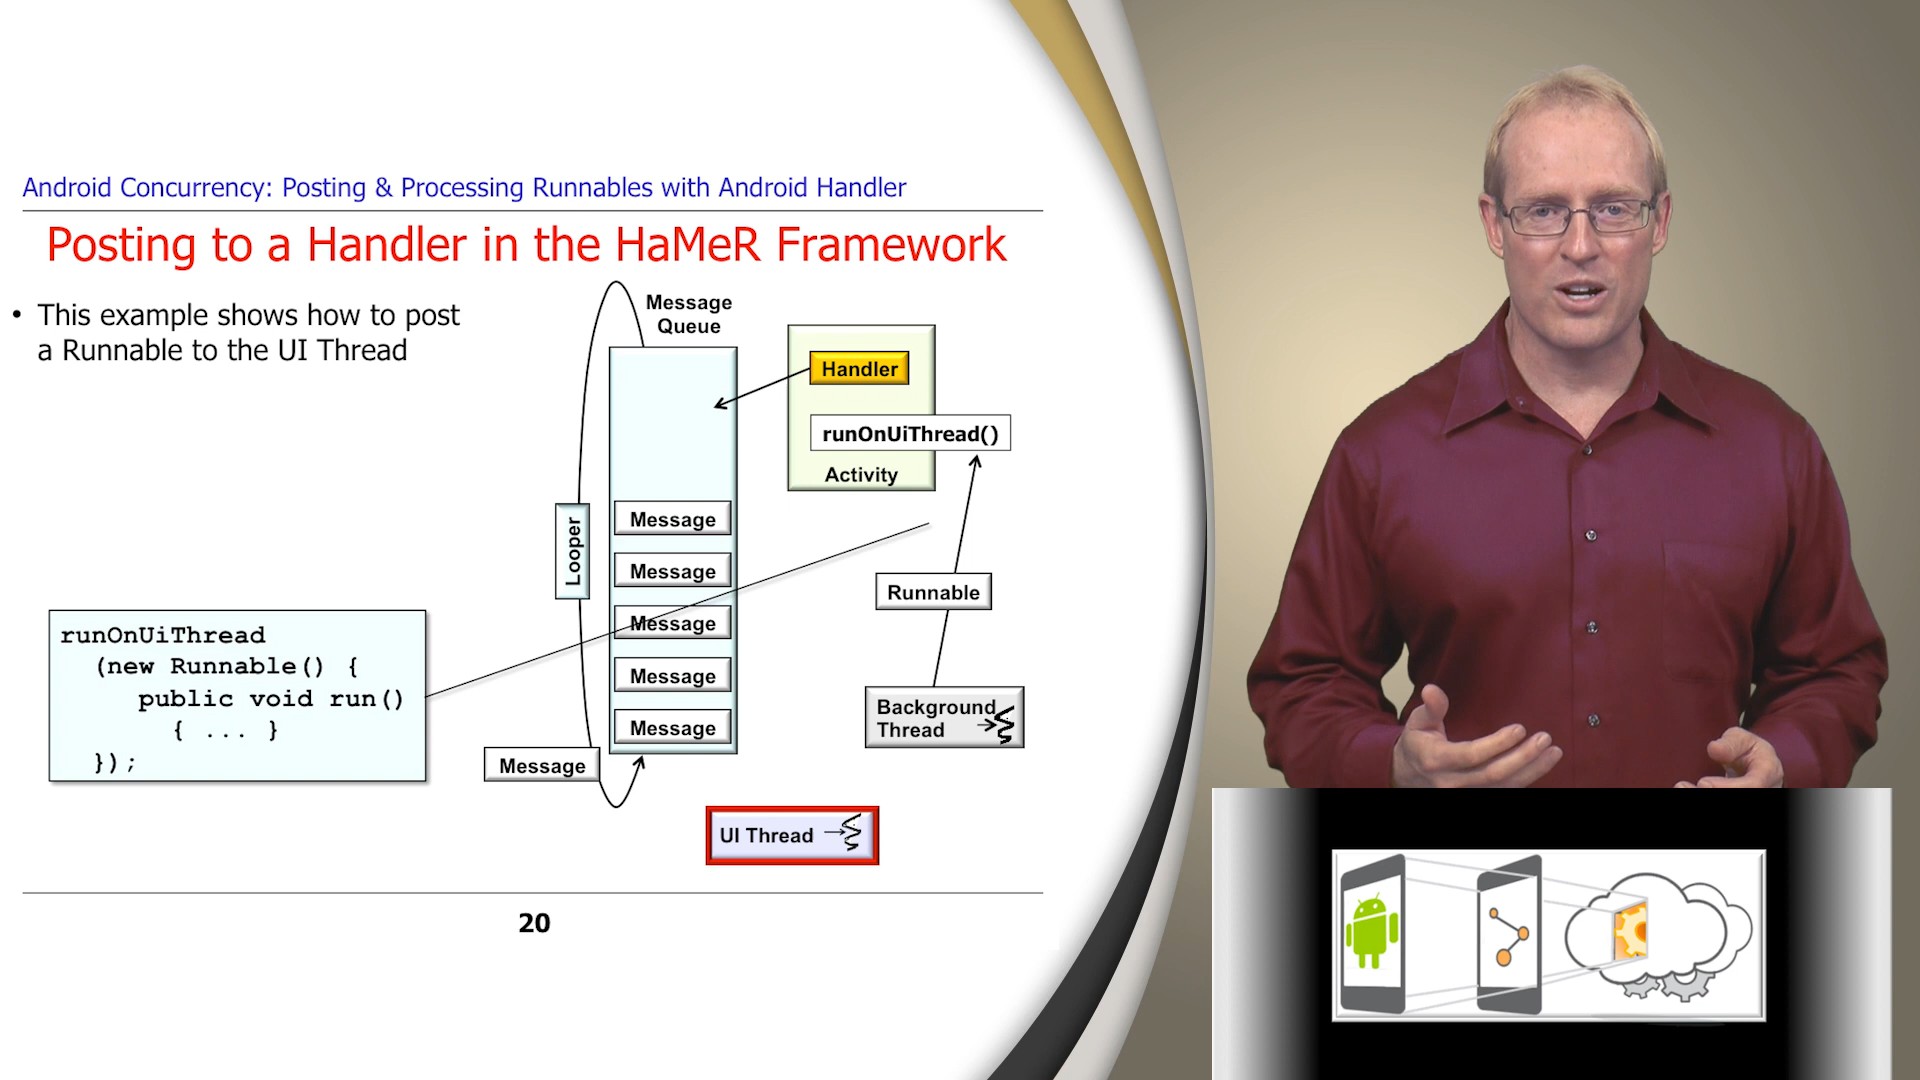 Android Concurrency: Posting & Processing Runnables with Android Handler
Posting to a Handler in the HaMeR Framework
• This example shows how to post
a Runnable to the UI Thread
Message
Queue
Handler
runOnUiThread()
Activity
Looper
Message
Message
Message
Message
Message
Message
Runnable
Background
Thread
runOnUiThread
(new Runnable() {
public void run()
{ ... }
});
UI Thread
20